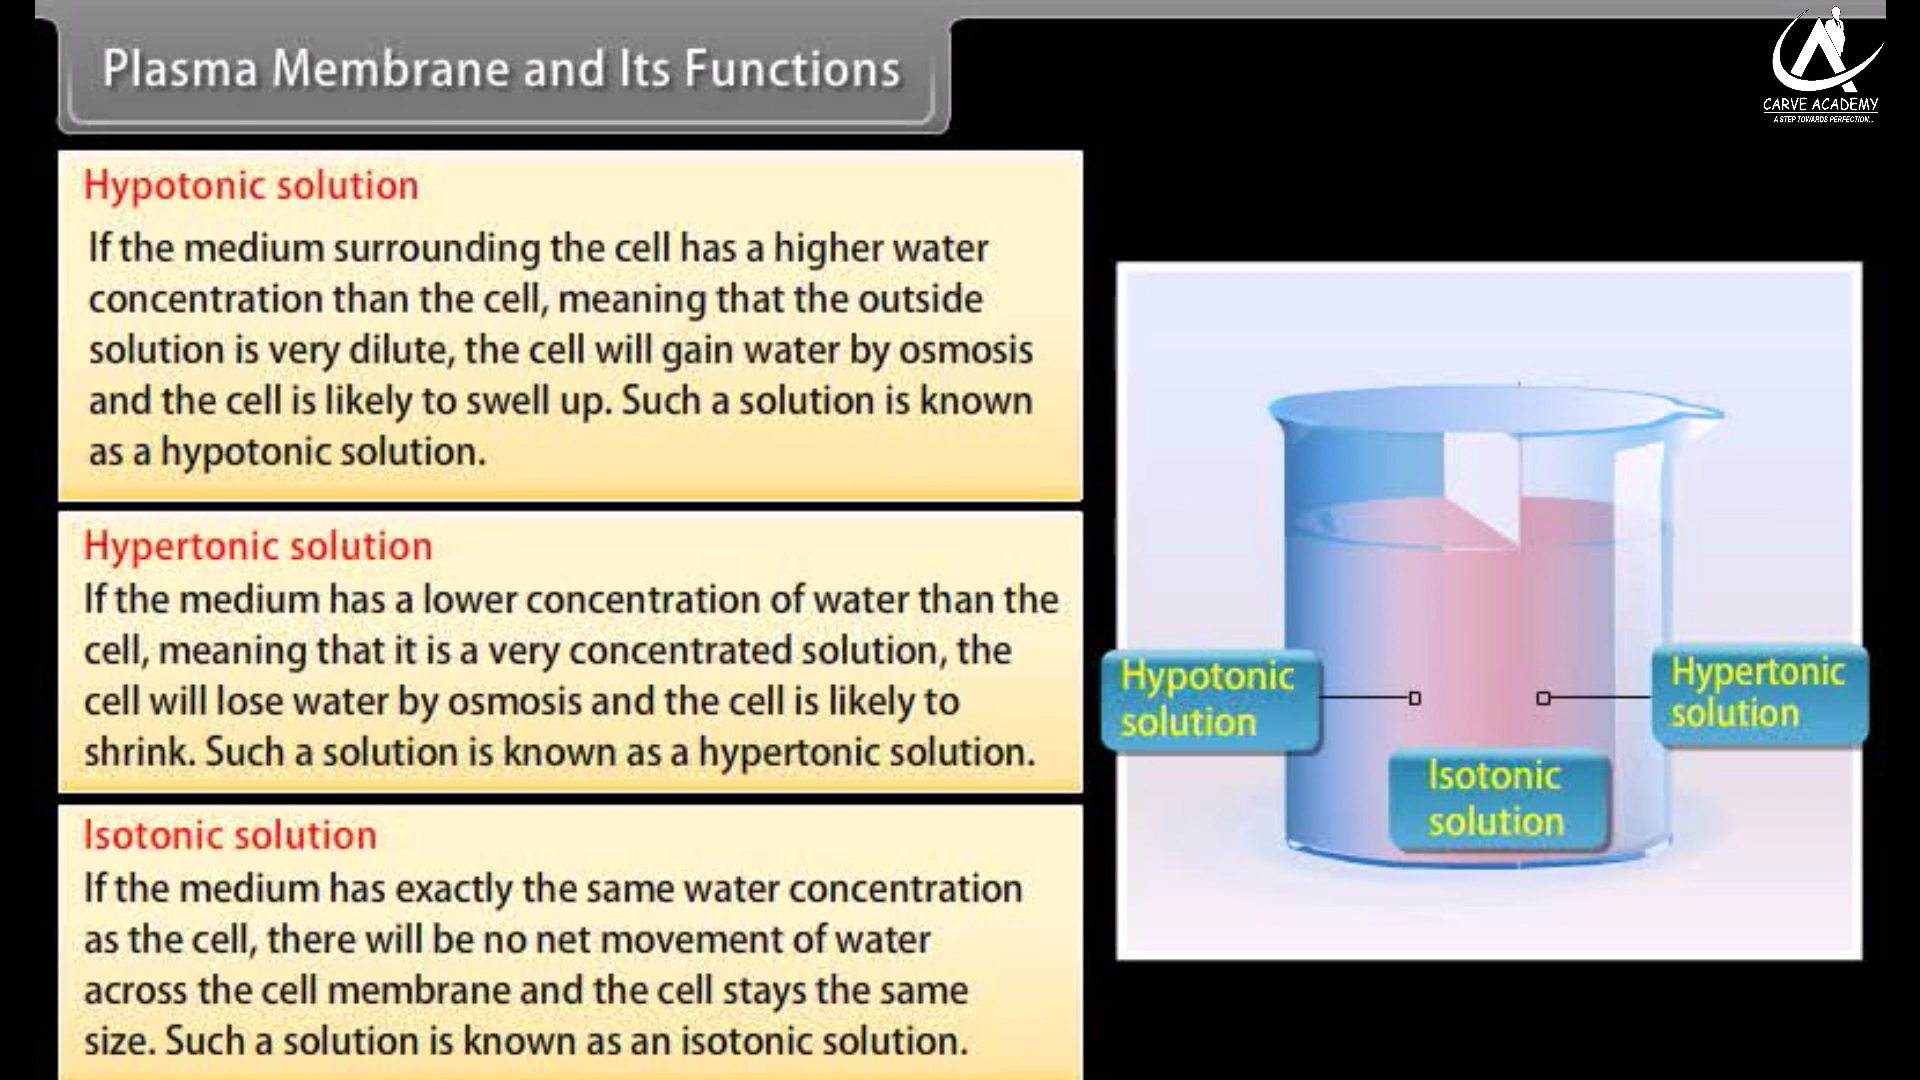 Plasma Membrane and Its Functions
CARVE ACADEMY
A STEP TOWARDS PERFECTION...
Hypotonic solution
If the medium surrounding the cell has a higher water
concentration than the cell, meaning that the outside
solution is very dilute, the cell will gain water by osmosis
and the cell is likely to swell up. Such a solution is known
as a hypotonic solution.
Hypertonic solution
If the medium has a lower concentration of water than the
cell, meaning that it is a very concentrated solution, the
cell will lose water by osmosis and the cell is likely to
shrink. Such a solution is known as a hypertonic solution.
Isotonic solution
If the medium has exactly the same water concentration
as the cell, there will be no net movement of water
across the cell membrane and the cell stays the same
size. Such a solution is known as an isotonic solution.
Hypotonic
solution
Hypertonic
solution
Isotonic
solution